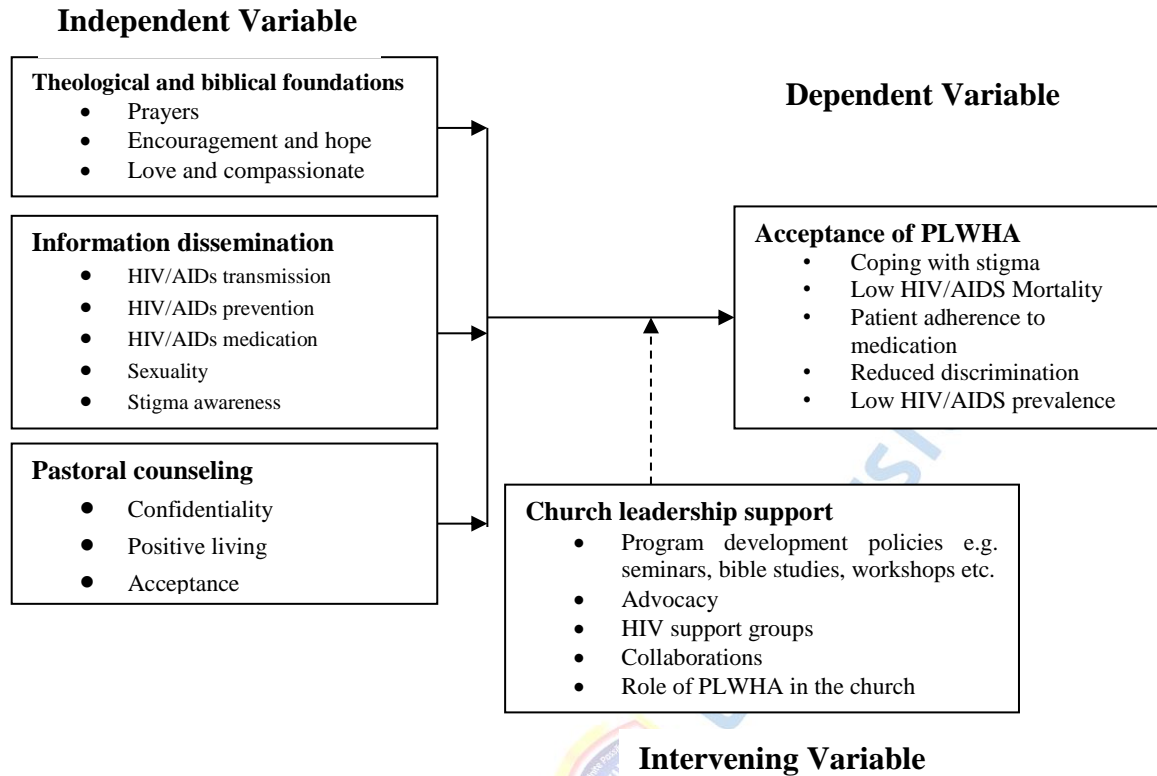 Independent Variable
Theological and biblical foundations
• Prayers
• Encouragement and hope
• Love and compassionate
Information dissemination
• HIV/AIDs transmission
• HIV/AIDs prevention
• HIV/AIDs medication
• Sexuality
• Stigma awareness
Pastoral counseling
• Confidentiality
• Positive living
• Acceptance
Dependent Variable
Acceptance of PLWHA
• Coping with stigma
• Low HIV/AIDS Mortality
• Patient adherence to
medication
• Reduced discrimination
• Low HIV/AIDS prevalence
Church leadership support
• Program development policies e.g.
seminars, bible studies, workshops etc.
• Advocacy
• HIV support groups
• Collaborations
• Role of PLWHA in the church
Intervening Variable